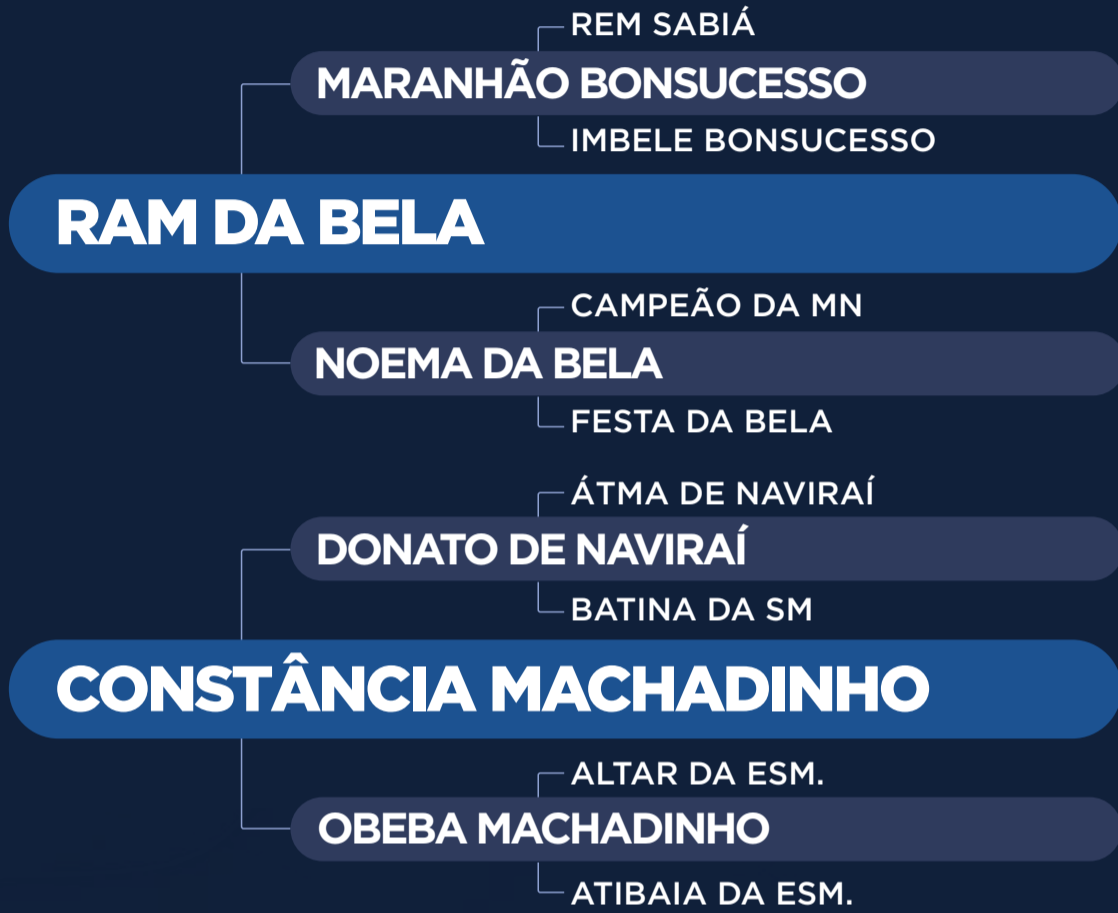 REM SABIÁ
MARANHÃO BONSUCESSO
IMBELE BONSUCESSO
RAM DA BELA
CAMPEÃO DA MN
NOEMA DA BELA
FESTA DA BELA
ÁTMA DE NAVIRAÍ
DONATO DE NAVIRAÍ
BATINA DA SM
CONSTÂNCIA MACHADINHO
ALTAR DA ESM.
OBEBA MACHADINHO
ATIBAIA DA ESM.